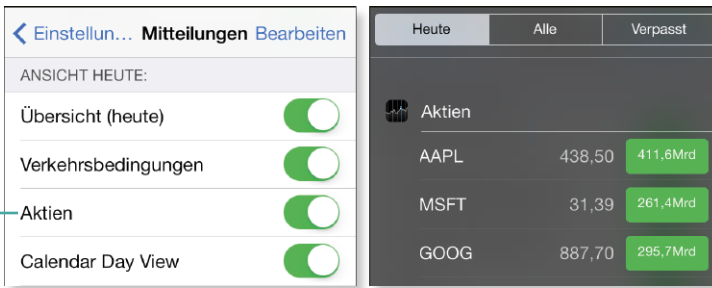 Einstellun... Mitteilungen Bearbeiten
ANSICHT HEUTE:
Übersicht (heute)
Verkehrsbedingungen
Aktien
Calendar Day View
Heute Alle Verpasst
Aktien
AAPL 438,50 411,6Mrd
MSFT 31,39 261,4Mrd
GOOG 887,70 295,7Mrd